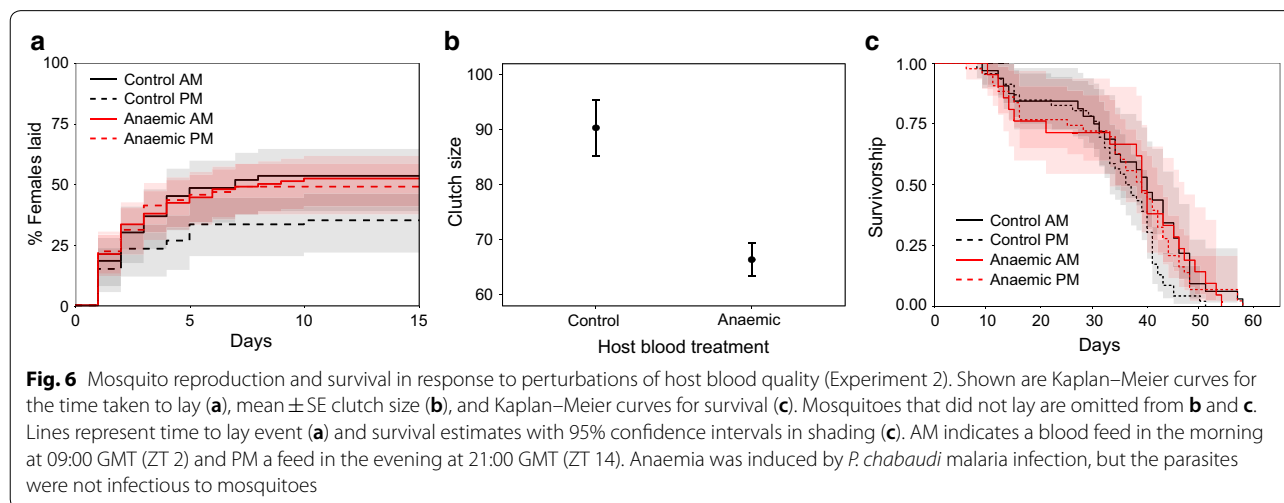 a
100
75
50
25
0
% Females laid
Control AM
Control PM
Anaemic AM
Anaemic PM
0 5 10 15
Days
b
100
90
80
70
60
Clutch size
Control Anaemic
Host blood treatment
c
1.00
0.75
0.50
0.25
0.00
Survivorship
Control AM
Control PM
Anaemic AM
Anaemic PM
0 10 20 30 40 50 60
Days
Fig. 6 Mosquito reproduction and survival in response to perturbations of host blood quality (Experiment 2). Shown are Kaplan–Meier curves for
the time taken to lay (a), mean ± SE clutch size (b), and Kaplan–Meier curves for survival (c). Mosquitoes that did not lay are omitted from b and c.
Lines represent time to lay event (a) and survival estimates with 95% confidence intervals in shading (c). AM indicates a blood feed in the morning
at 09:00 GMT (ZT 2) and PM a feed in the evening at 21:00 GMT (ZT 14). Anaemia was induced by P. chabaudi malaria infection, but the parasites
were not infectious to mosquitoes